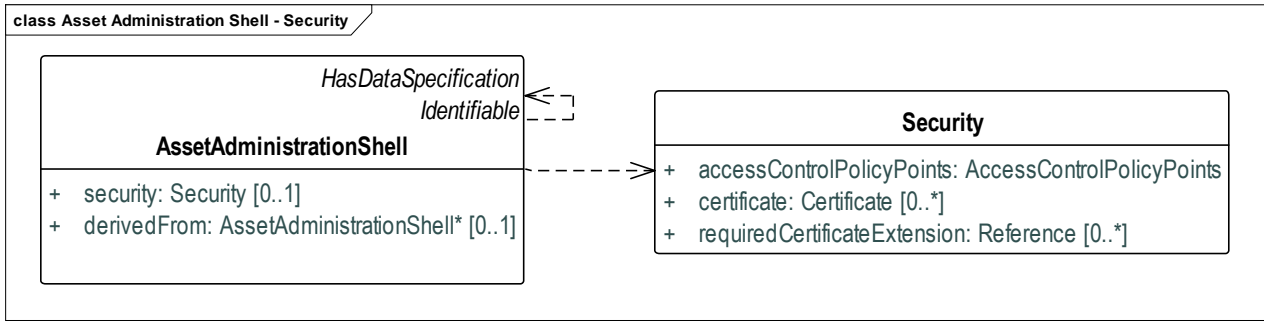 class Asset Administration Shell - Security
HasDataSpecification
Identifiable
AssetAdministrationShell
+ security: Security [0..1]
+ derivedFrom: AssetAdministrationShell* [0..1]
Security
+ accessControlPolicyPoints: AccessControlPolicyPoints
+ certificate: Certificate [0..*]
+ requiredCertificateExtension: Reference [0..*]